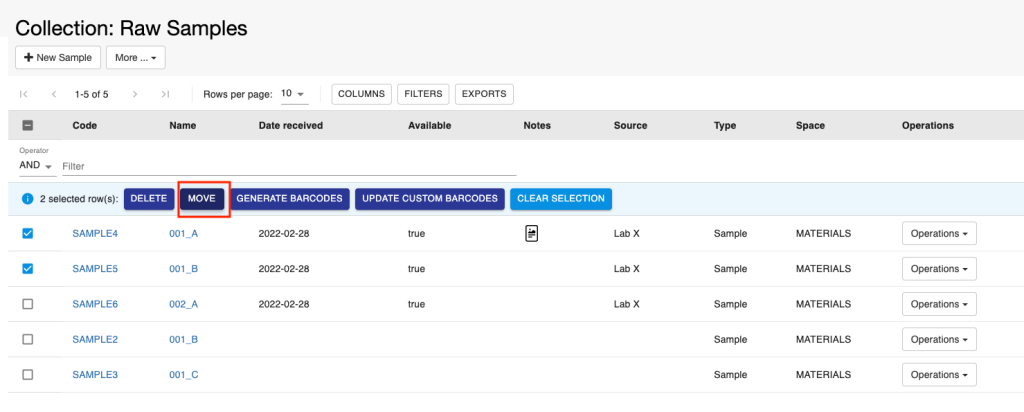 Collection: Raw Samples
+ New Sample More ...
1-5 of 5 Rows per page: 10 COLUMNS FILTERS EXPORTS
Code Name Date received Available Notes Source Type Space Operations
Operator
AND Filter
2 selected row(s): DELETE MOVE GENERATE BARCODES UPDATE CUSTOM BARCODES CLEAR SELECTION
SAMPLE4 001_A 2022-02-28 true Lab X Sample MATERIALS Operations
SAMPLE5 001_B 2022-02-28 true Lab X Sample MATERIALS Operations
SAMPLE6 002_A 2022-02-28 true Lab X Sample MATERIALS Operations
SAMPLE2 001_B Sample MATERIALS Operations
SAMPLE3 001_C Sample MATERIALS Operations